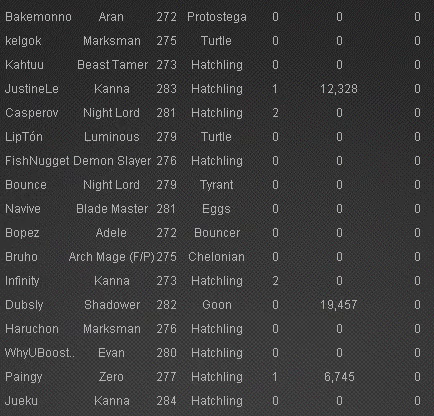 Bakemonno Aran 272 Protostega 0 0 0
kelgok Marksman 275 Turtle 0 0 0
Kahtuu Beast Tamer 273 Hatchling 0 0 0
JustineLe Kanna 283 Hatchling 1 12,328 0
Casperov Night Lord 281 Hatchling 2 0 0
LipTón Luminous 279 Turtle 0 0 0
FishNugget Demon Slayer 276 Hatchling 0 0 0
Bounce Night Lord 279 Tyrant 0 0 0
Navive Blade Master 281 Eggs 0 0 0
Bopez Adele 272 Bouncer 0 0 0
Bruho Arch Mage (F/P) 275 Chelonian 0 0 0
Infinity Kanna 273 Hatchling 2 0 0
Dubsly Shadower 282 Goon 0 19,457 0
Haruchon Marksman 276 Hatchling 0 0 0
WhyUBoost.. Evan 280 Hatchling 0 0 0
Paingy Zero 277 Hatchling 1 6,745 0
Jueku Kanna 284 Hatchling 0 0 0